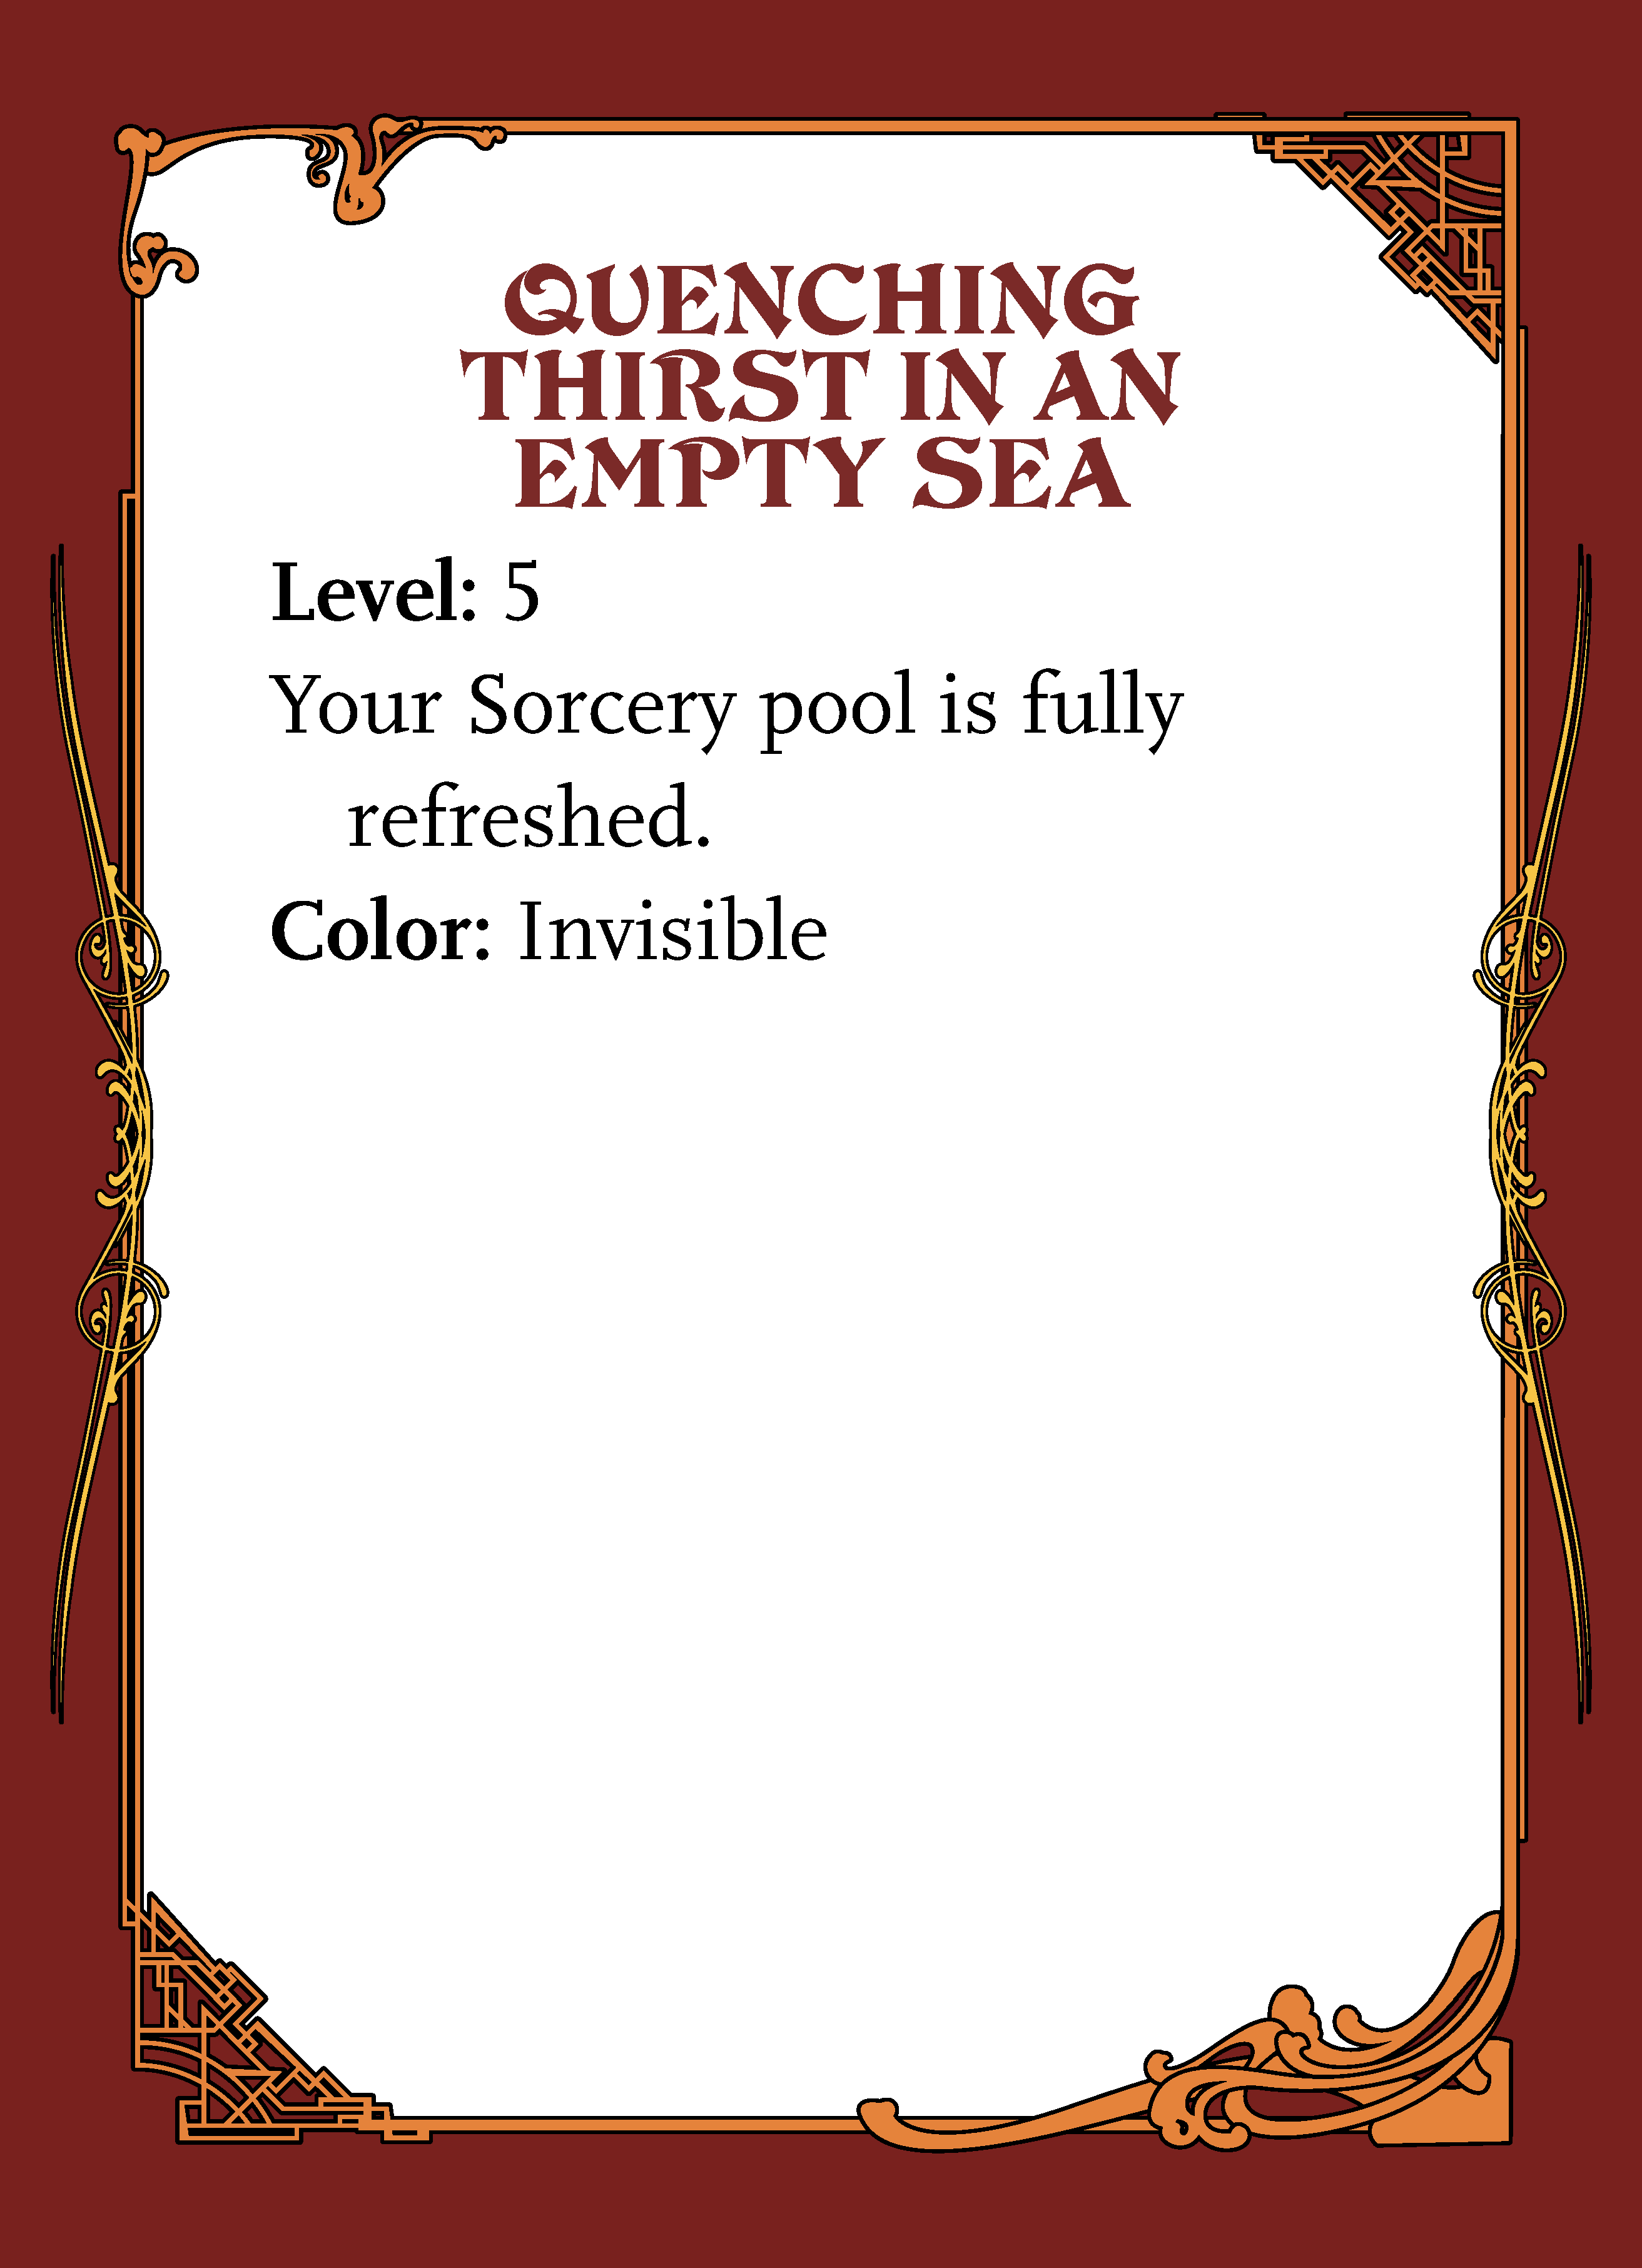 QUENCHING
THIRST IN AN
EMPTY SEA
Level: 5
Your Sorcery pool is fully
refreshed.
Color: Invisible